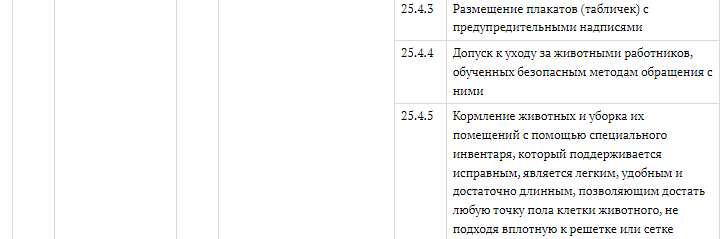 25.4.3 Размещение плакатов (табличек) с
предупредительными надписями
25.4.4 Допуск к уходу за животными работников,
обученных безопасным методам обращения с
ними
25.4.5 Кормление животных и уборка их
помещений с помощью специального
инвентаря, который поддерживается
исправным, является легким, удобным и
достаточно длинным, позволяющим достать
любую точку пола клетки животного, не
подходя вплотную к решетке или сетке